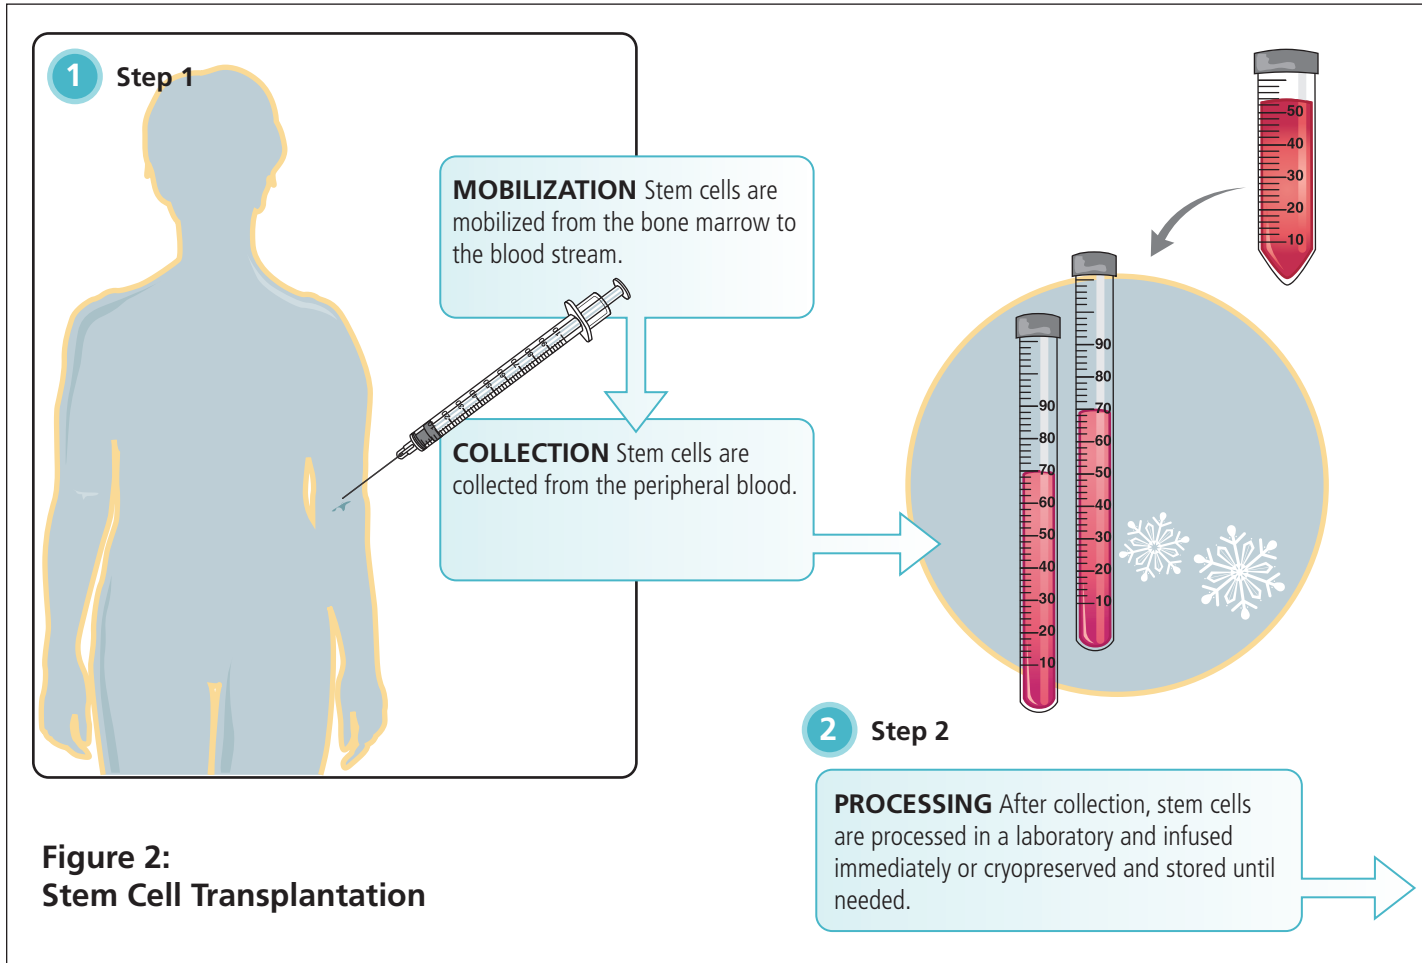 1 Step 1
MOBILIZATION Stem cells are
mobilized from the bone marrow to
the blood stream.
COLLECTION Stem cells are
collected from the peripheral blood.
50
40
30
20
10
90
80
70
60
50
40
30
20
10
90
80
70
60
50
40
30
20
10
2 Step 2
PROCESSING After collection, stem cells
are processed in a laboratory and infused
immediately or cryopreserved and stored until
needed.
Figure 2:
Stem Cell Transplantation